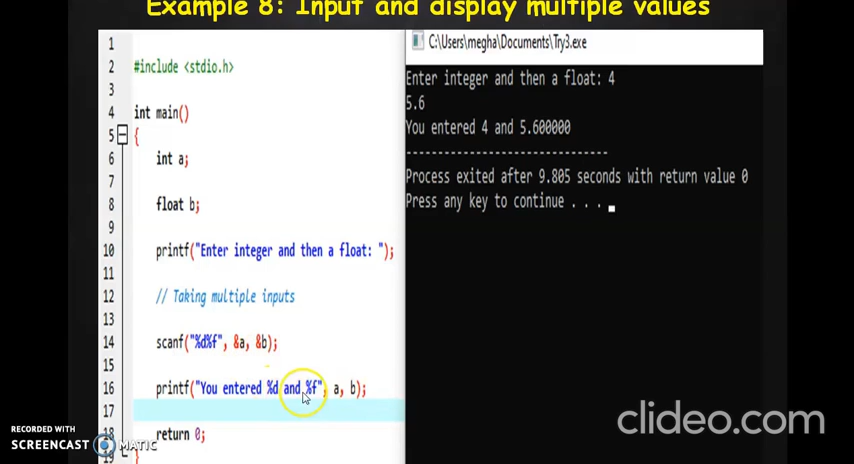 Example 8: Input and display multiple values
1
2 #include <stdio.h>
3
4 int main()
5 {
6 int a;
7
8 float b;
9
10 printf("Enter integer and then a float: ");
11
12 // Taking multiple inputs
13
14 scanf("%d%f", &a, &b);
15
16 printf("You entered %d and %f", a, b);
17
18 return 0;
19 }
C:\Users\megha\Documents\Try3.exe
Enter integer and then a float: 4
5.6
You entered 4 and 5.600000
--------------------------------
Process exited after 9.805 seconds with return value 0
Press any key to continue . . .
clideo.com
RECORDED WITH
SCREENCAST MATIC